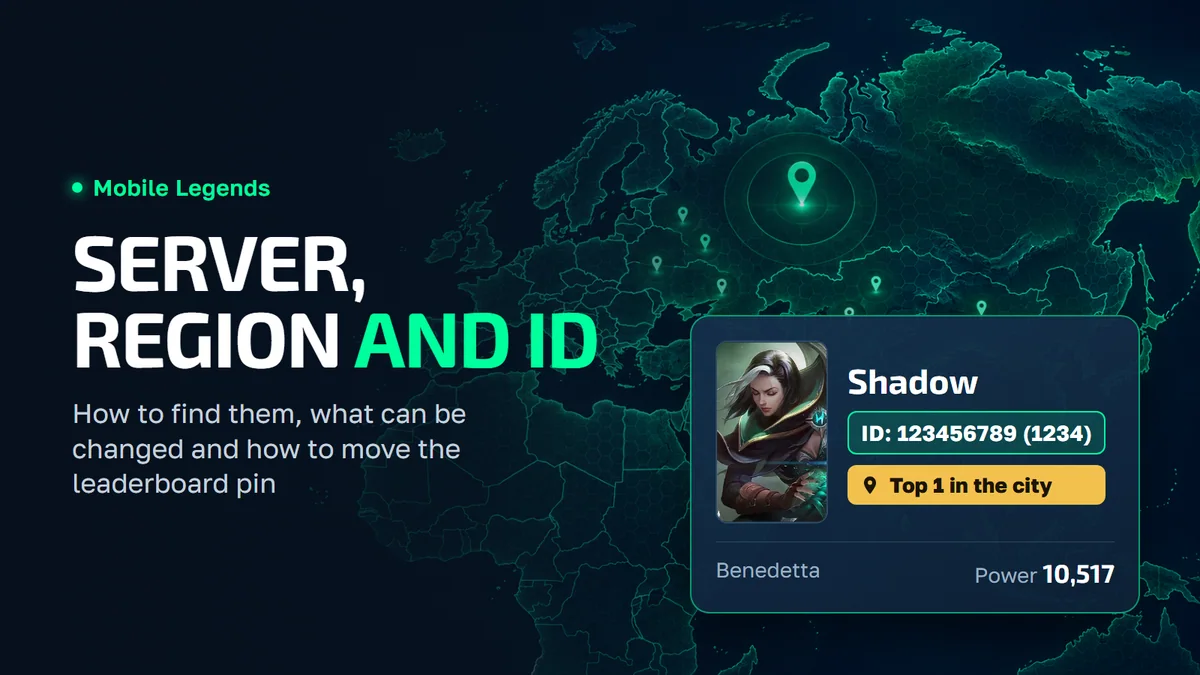 Mobile Legends
SERVER,
REGION AND ID
How to find them, what can be
changed and how to move the
leaderboard pin
Shadow
ID: 123456789 (1234)
Top 1 in the city
Benedetta
Power 10,517